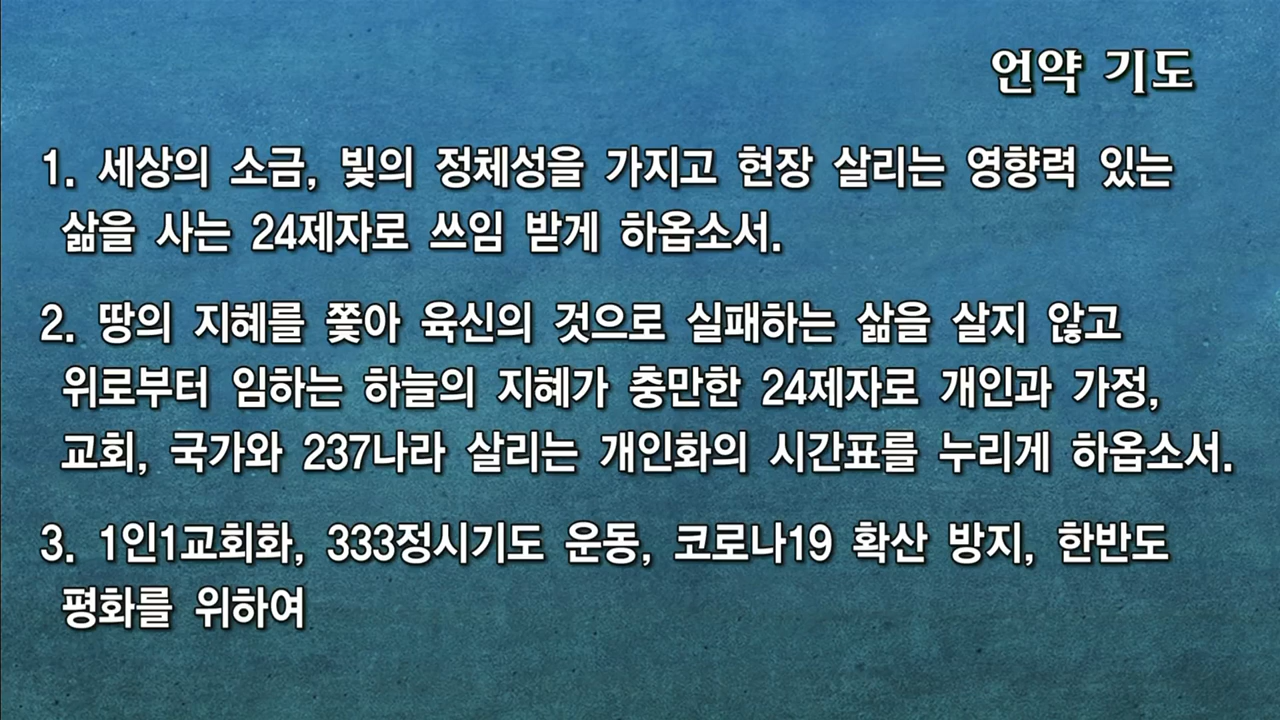 언약 기도
1. 세상의 소금, 빛의 정체성을 가지고 현장 살리는 영향력 있는
삶을 사는 24제자로 쓰임 받게 하옵소서.
2. 땅의 지혜를 쫓아 육신의 것으로 실패하는 삶을 살지 않고
위로부터 임하는 하늘의 지혜가 충만한 24제자로 개인과 가정,
교회, 국가와 237나라 살리는 개인화의 시간표를 누리게 하옵소서.
3. 1인1교회화, 333정시기도 운동, 코로나19 확산 방지, 한반도
평화를 위하여